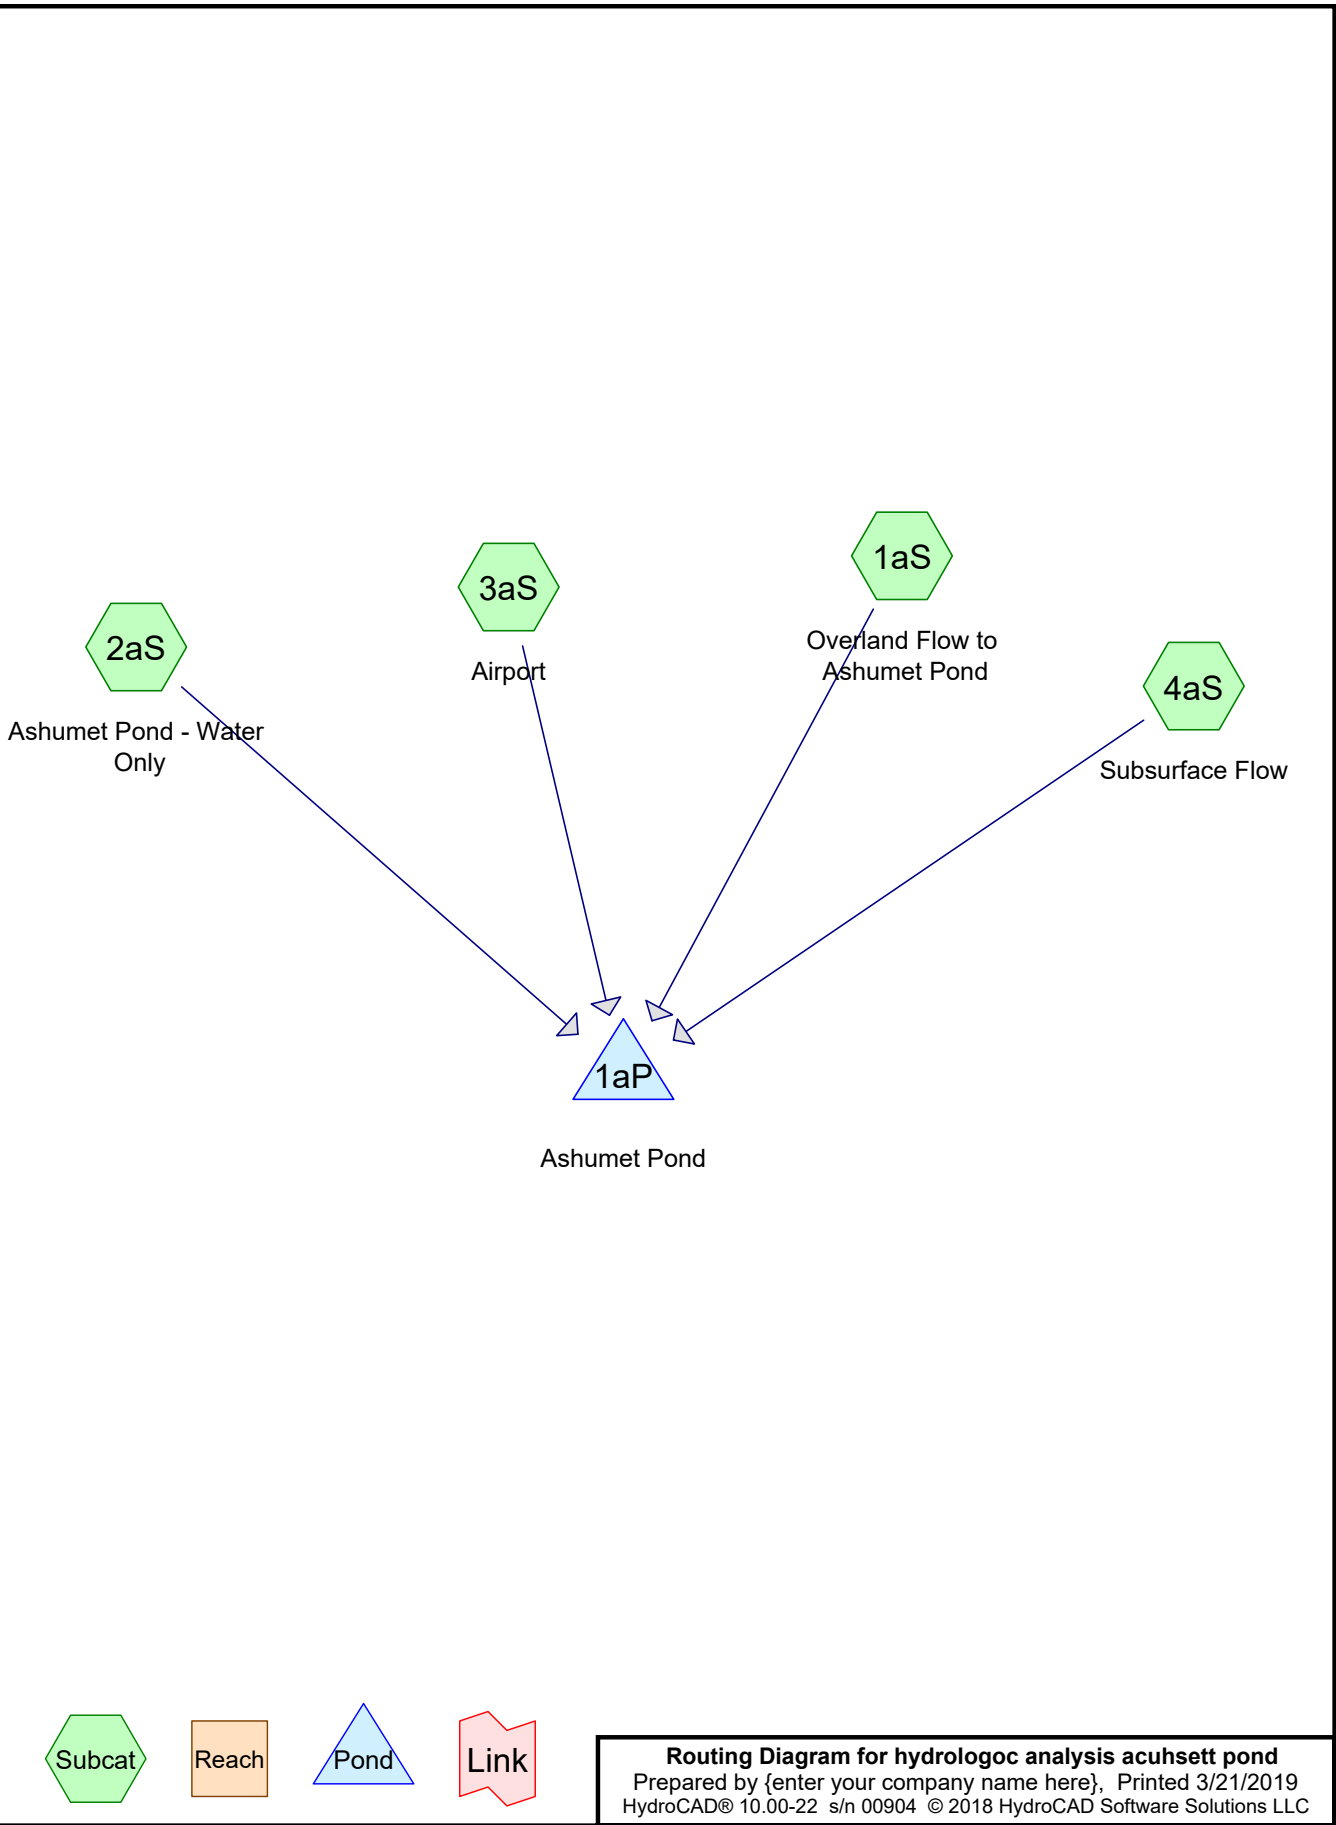 1aS
3aS
Overland Flow to
Ashumet Pond
2aS
Airport
4aS
Ashumet Pond - Water
Only
Subsurface Flow
1aP
Ashumet Pond
Subcat
Reach
Pond
Link
Routing Diagram for hydrologoc analysis acuhsett pond
Prepared by {enter your company name here}, Printed 3/21/2019
HydroCAD® 10.00-22 s/n 00904 © 2018 HydroCAD Software Solutions LLC